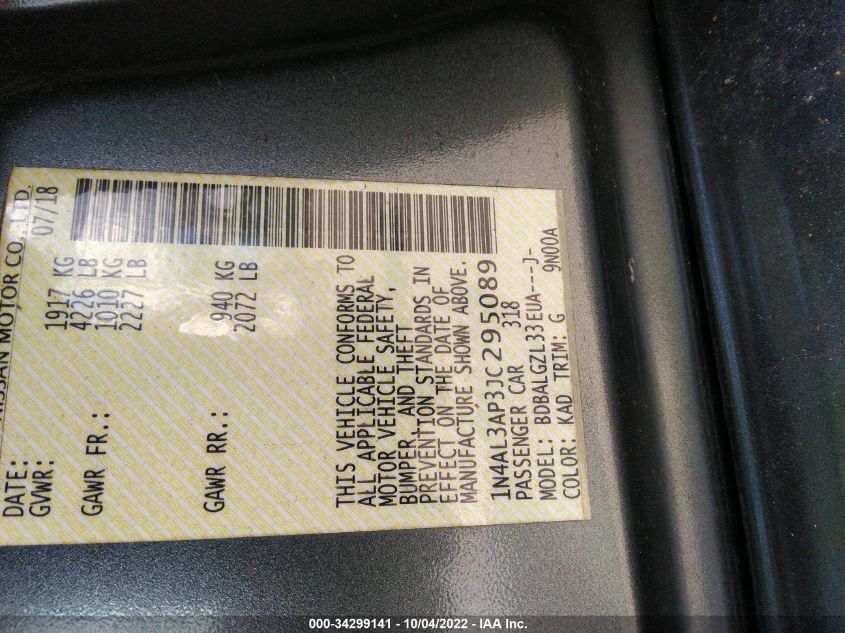 NISSAN MOTOR CO., LTD.
DATE: 07/18
GVWR: 1917 KG
4226 LB
GAWR FR.: 1010 KG
2227 LB
GAWR RR.: 940 KG
2072 LB
THIS VEHICLE CONFORMS TO
ALL APPLICABLE FEDERAL
MOTOR VEHICLE SAFETY,
BUMPER, AND THEFT
PREVENTION STANDARDS IN
EFFECT ON THE DATE OF
MANUFACTURE SHOWN ABOVE.
1N4AL3AP3JC295089
PASSENGER CAR 318
MODEL: BDBALGZL33EUA---J-
COLOR: KAD TRIM: G 9N00A
000-34299141 - 10/04/2022 - IAA Inc.